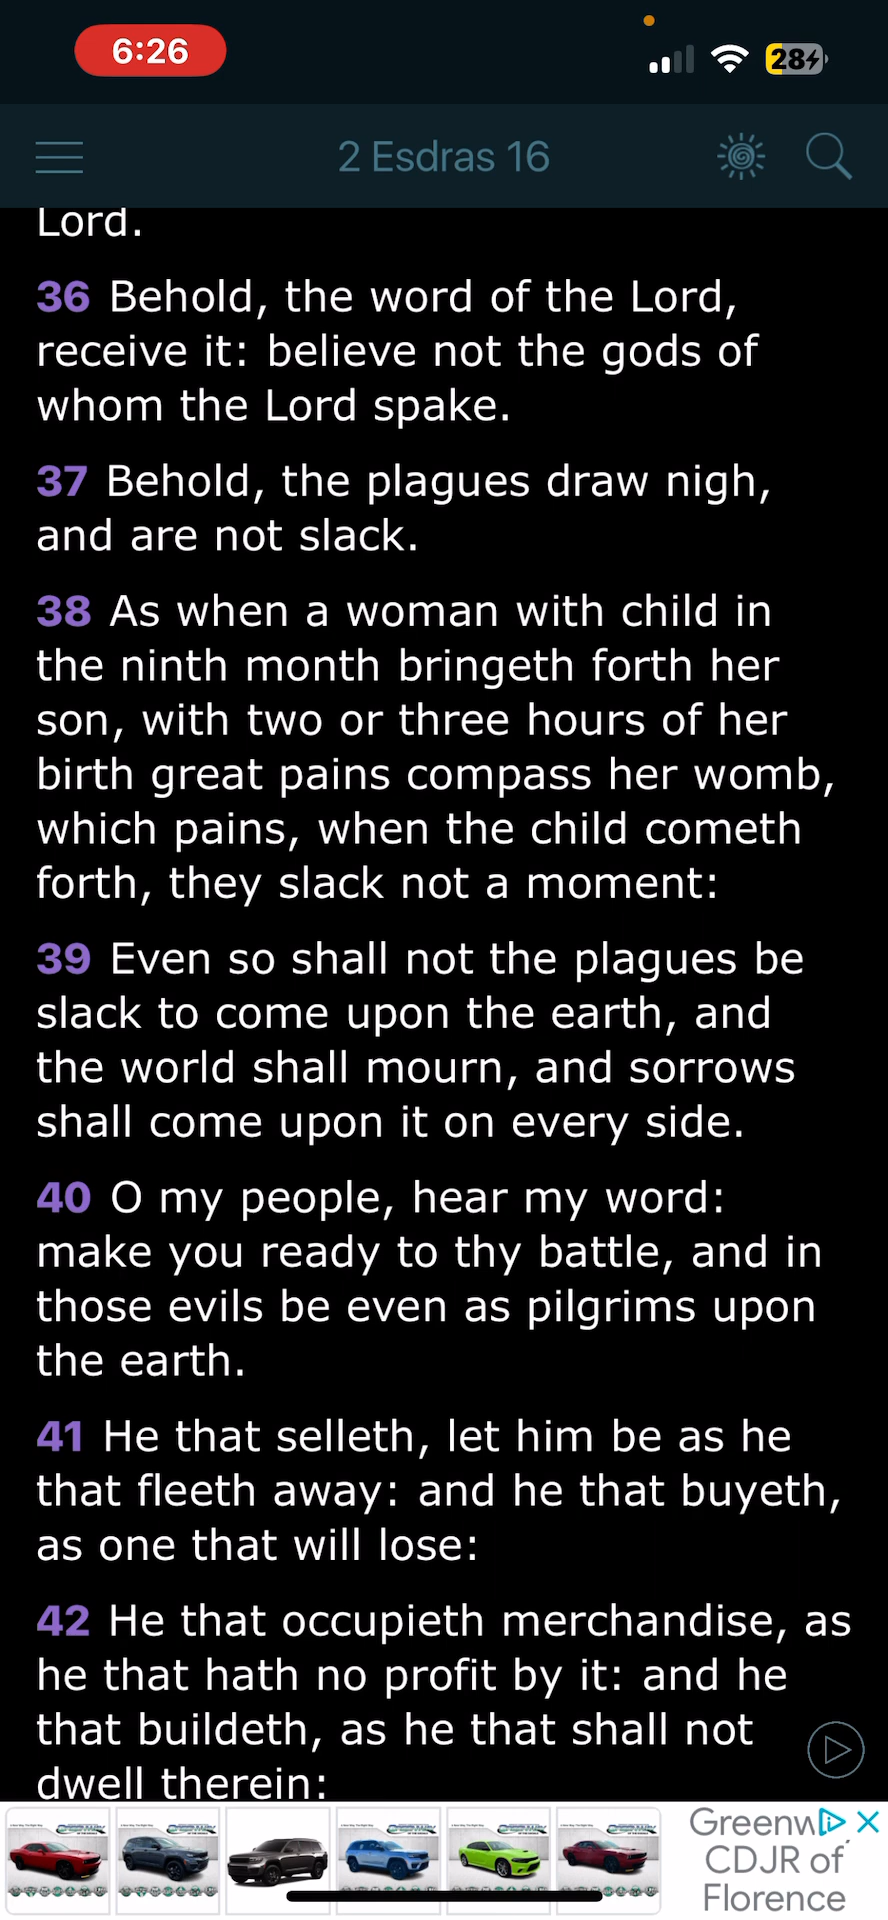 6:26
28
2 Esdras 16
Lord.
36 Behold, the word of the Lord,
receive it: believe not the gods of
whom the Lord spake.
37 Behold, the plagues draw nigh,
and are not slack.
38 As when a woman with child in
the ninth month bringeth forth her
son, with two or three hours of her
birth great pains compass her womb,
which pains, when the child cometh
forth, they slack not a moment:
39 Even so shall not the plagues be
slack to come upon the earth, and
the world shall mourn, and sorrows
shall come upon it on every side.
40 O my people, hear my word:
make you ready to thy battle, and in
those evils be even as pilgrims upon
the earth.
41 He that selleth, let him be as he
that fleeth away: and he that buyeth,
as one that will lose:
42 He that occupieth merchandise, as
he that hath no profit by it: and he
that buildeth, as he that shall not
dwell therein:
Greenw
CDJR of
Florence